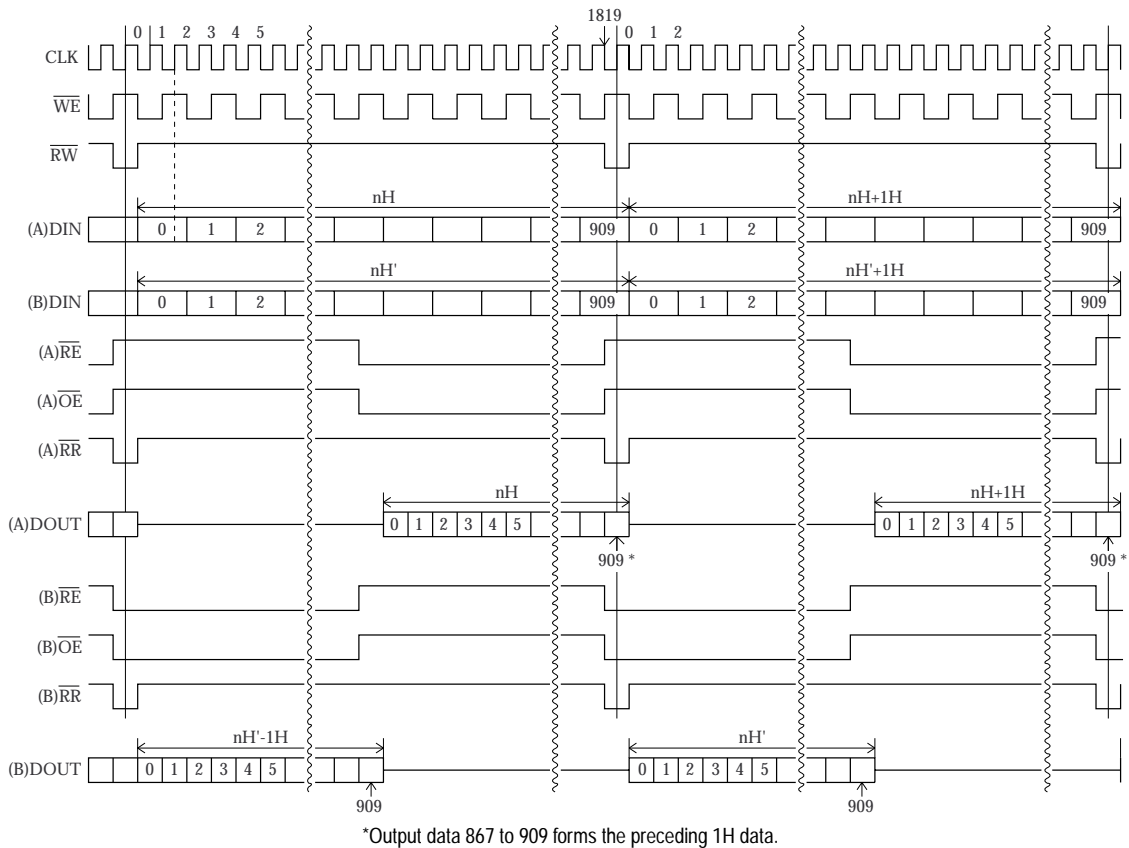 1819
0 1 2 3 4 5 0 1 2
CLK
WE
RW
nH nH+1H
(A)DIN 0 1 2 909 0 1 2 909
nH' nH'+1H
(B)DIN 0 1 2 909 0 1 2 909
(A)RE
(A)OE
(A)RR
nH nH+1H
(A)DOUT 0 1 2 3 4 5 0 1 2 3 4 5
909 * 909 *
(B)RE
(B)OE
(B)RR
nH'-1H nH'
(B)DOUT 0 1 2 3 4 5 0 1 2 3 4 5
909 909
*Output data 867 to 909 forms the preceding 1H data.